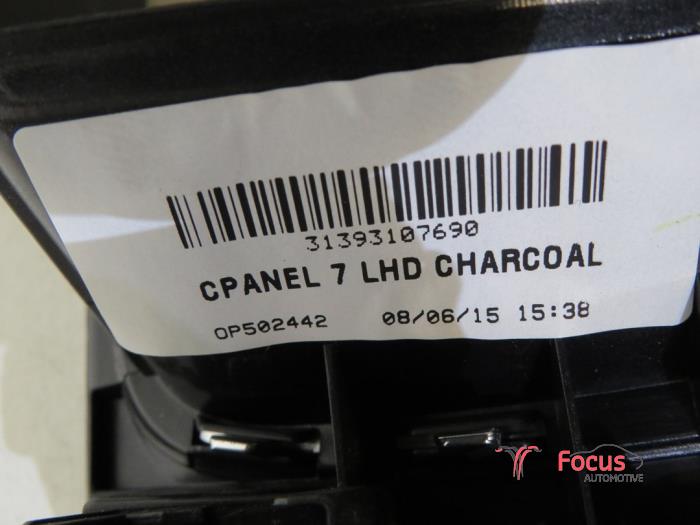 31393107690
CPANEL 7 LHD CHARCOAL
OP502442 08/06/15 15:38
Focus
AUTOMOTIVE